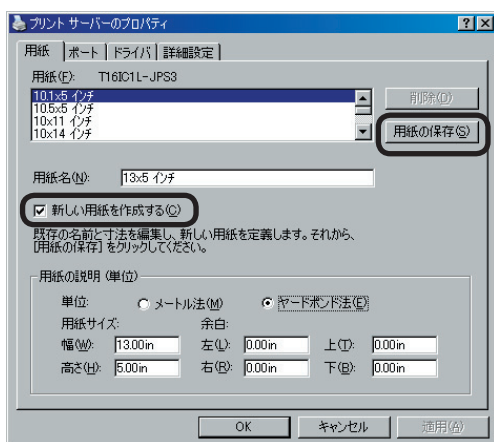 プリント サーバーのプロパティ
用紙 ポート ドライバ 詳細設定
用紙(F): T16IC1L-JPS3
10.1x5 インチ
10.5x5 インチ
10x11 インチ
10x14 インチ
削除(D)
用紙の保存(S)
用紙名(N): 13x5 インチ
新しい用紙を作成する(C)
既存の名前と寸法を編集し、新しい用紙を定義します。それから、
[用紙の保存] をクリックしてください。
用紙の説明 (単位)
単位: メートル法(M) ヤードポンド法(E)
用紙サイズ: 余白:
幅(W): 13.00in 左(L): 0.00in 上(T): 0.00in
高さ(H): 5.00in 右(R): 0.00in 下(B): 0.00in
OK キャンセル 適用(A)